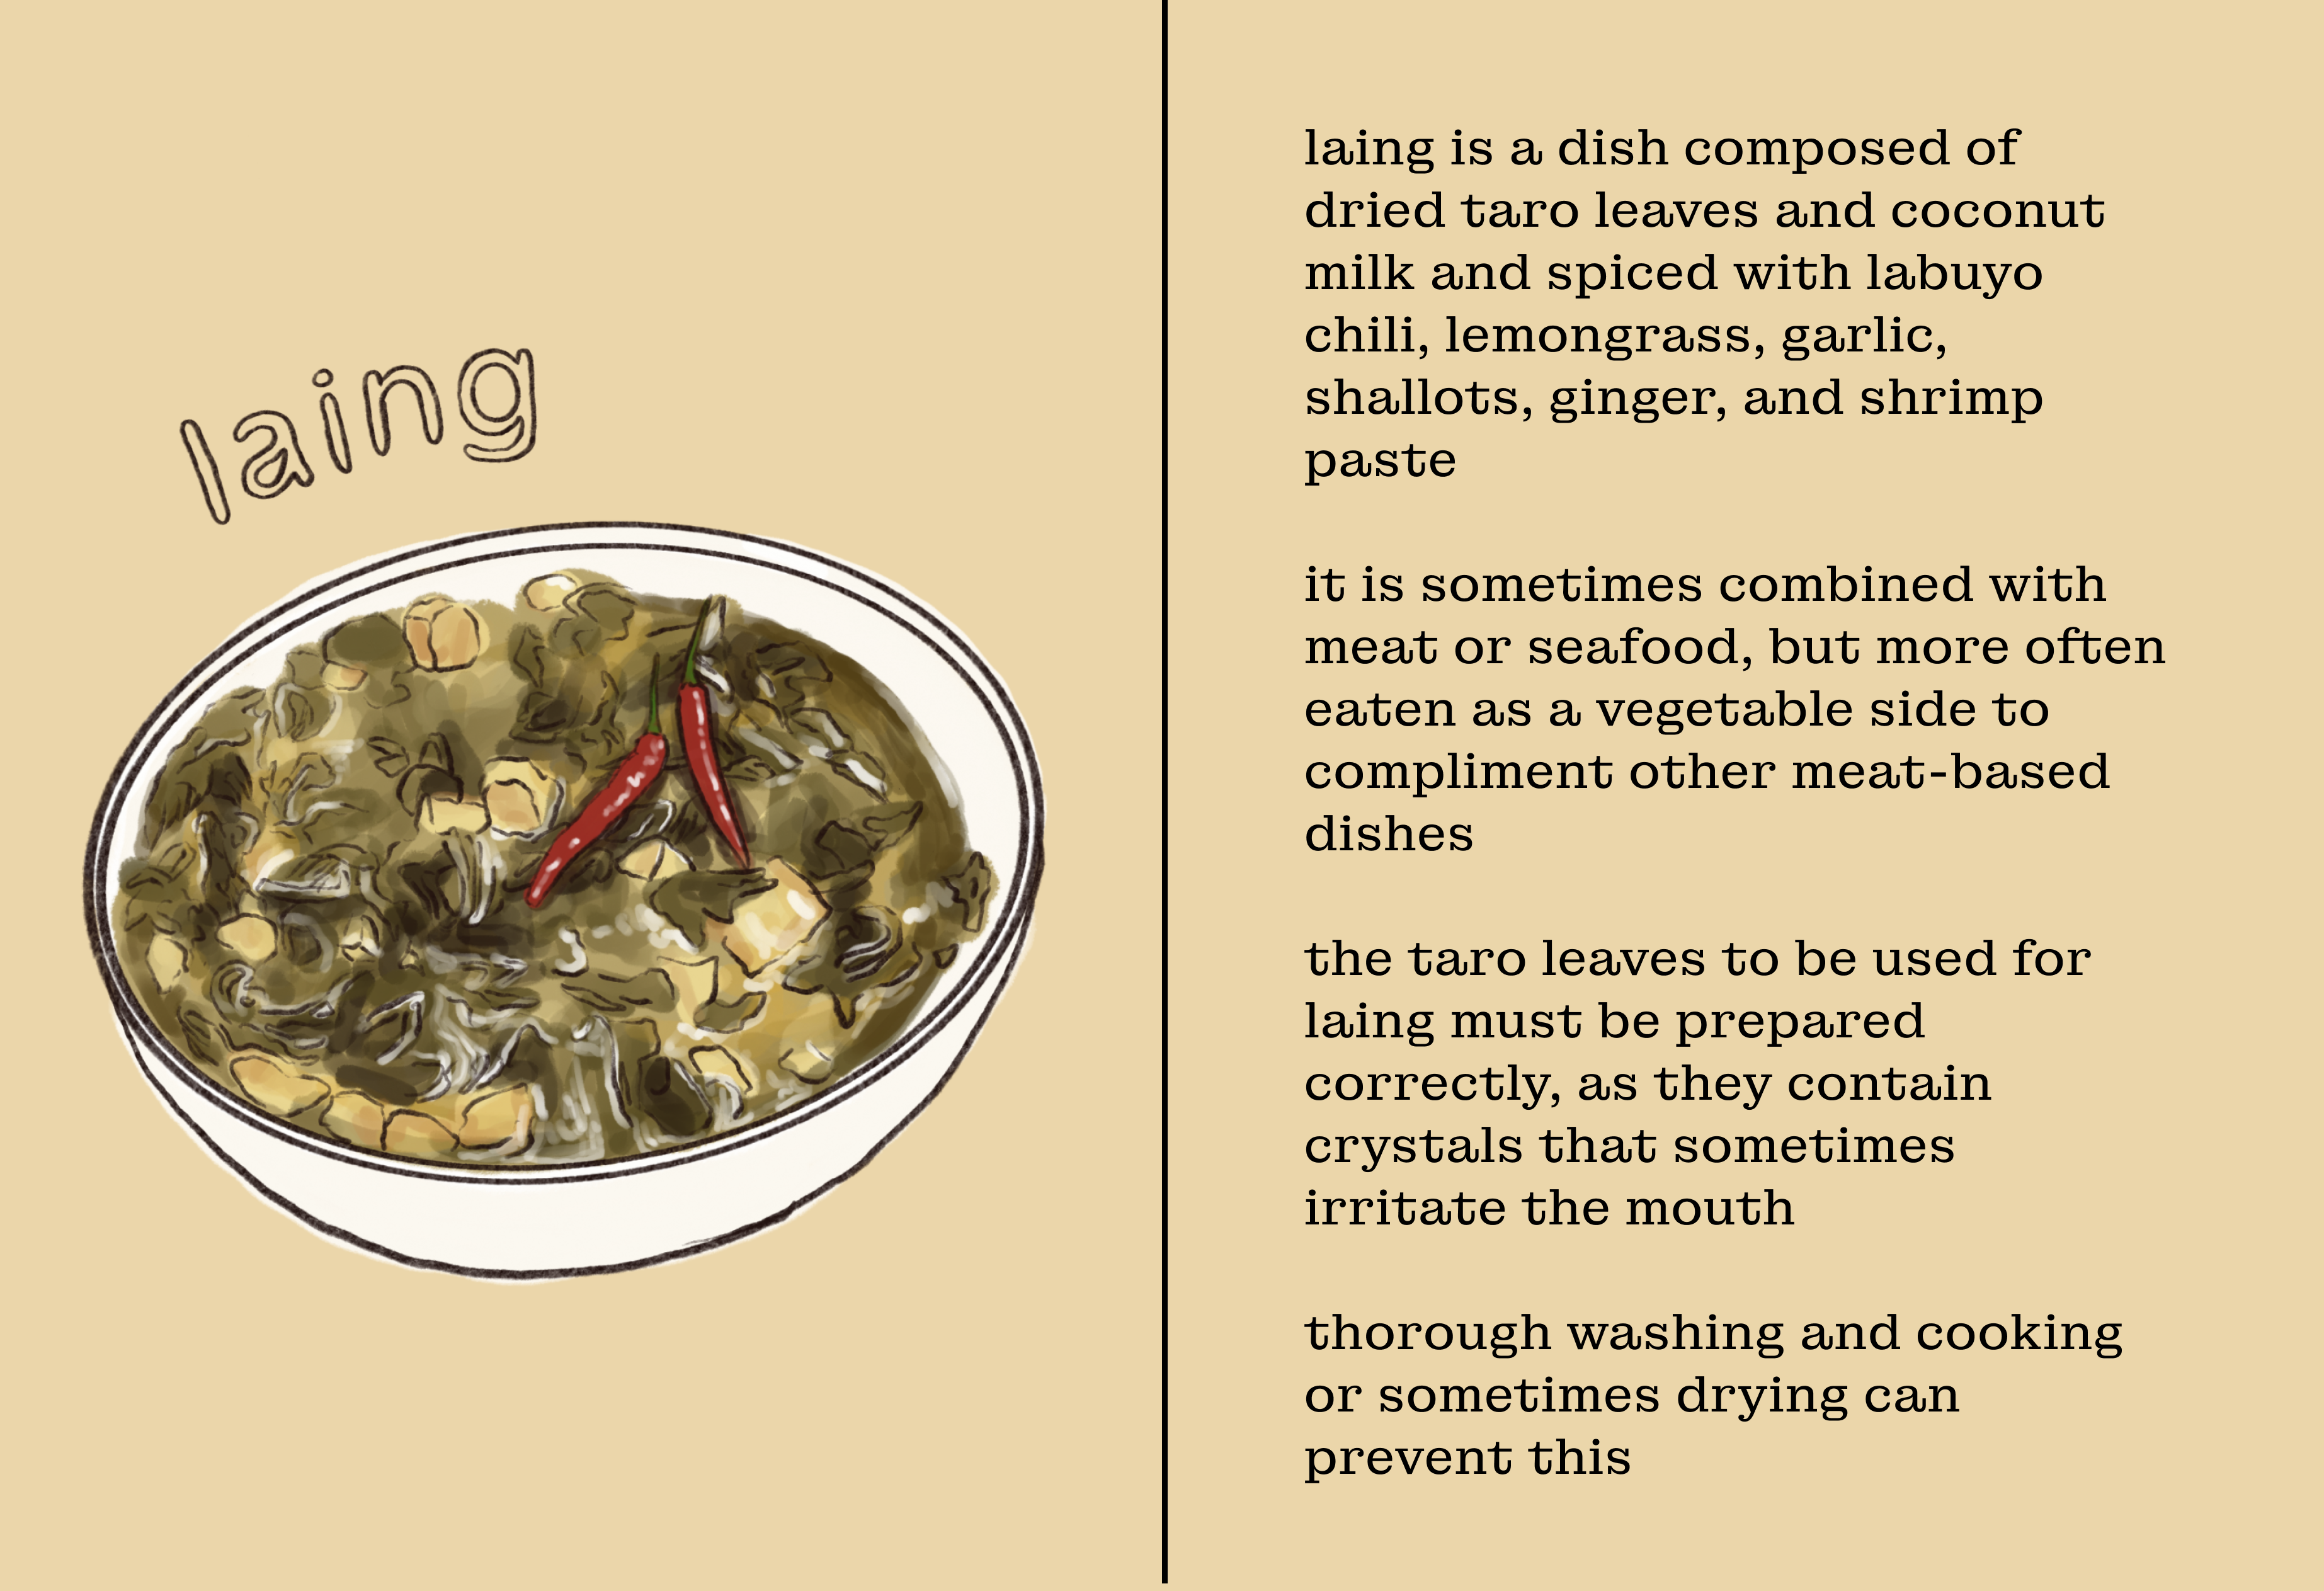 laing
laing is a dish composed of
dried taro leaves and coconut
milk and spiced with labuyo
chili, lemongrass, garlic,
shallots, ginger, and shrimp
paste
it is sometimes combined with
meat or seafood, but more often
eaten as a vegetable side to
compliment other meat-based
dishes
the taro leaves to be used for
laing must be prepared
correctly, as they contain
crystals that sometimes
irritate the mouth
thorough washing and cooking
or sometimes drying can
prevent this